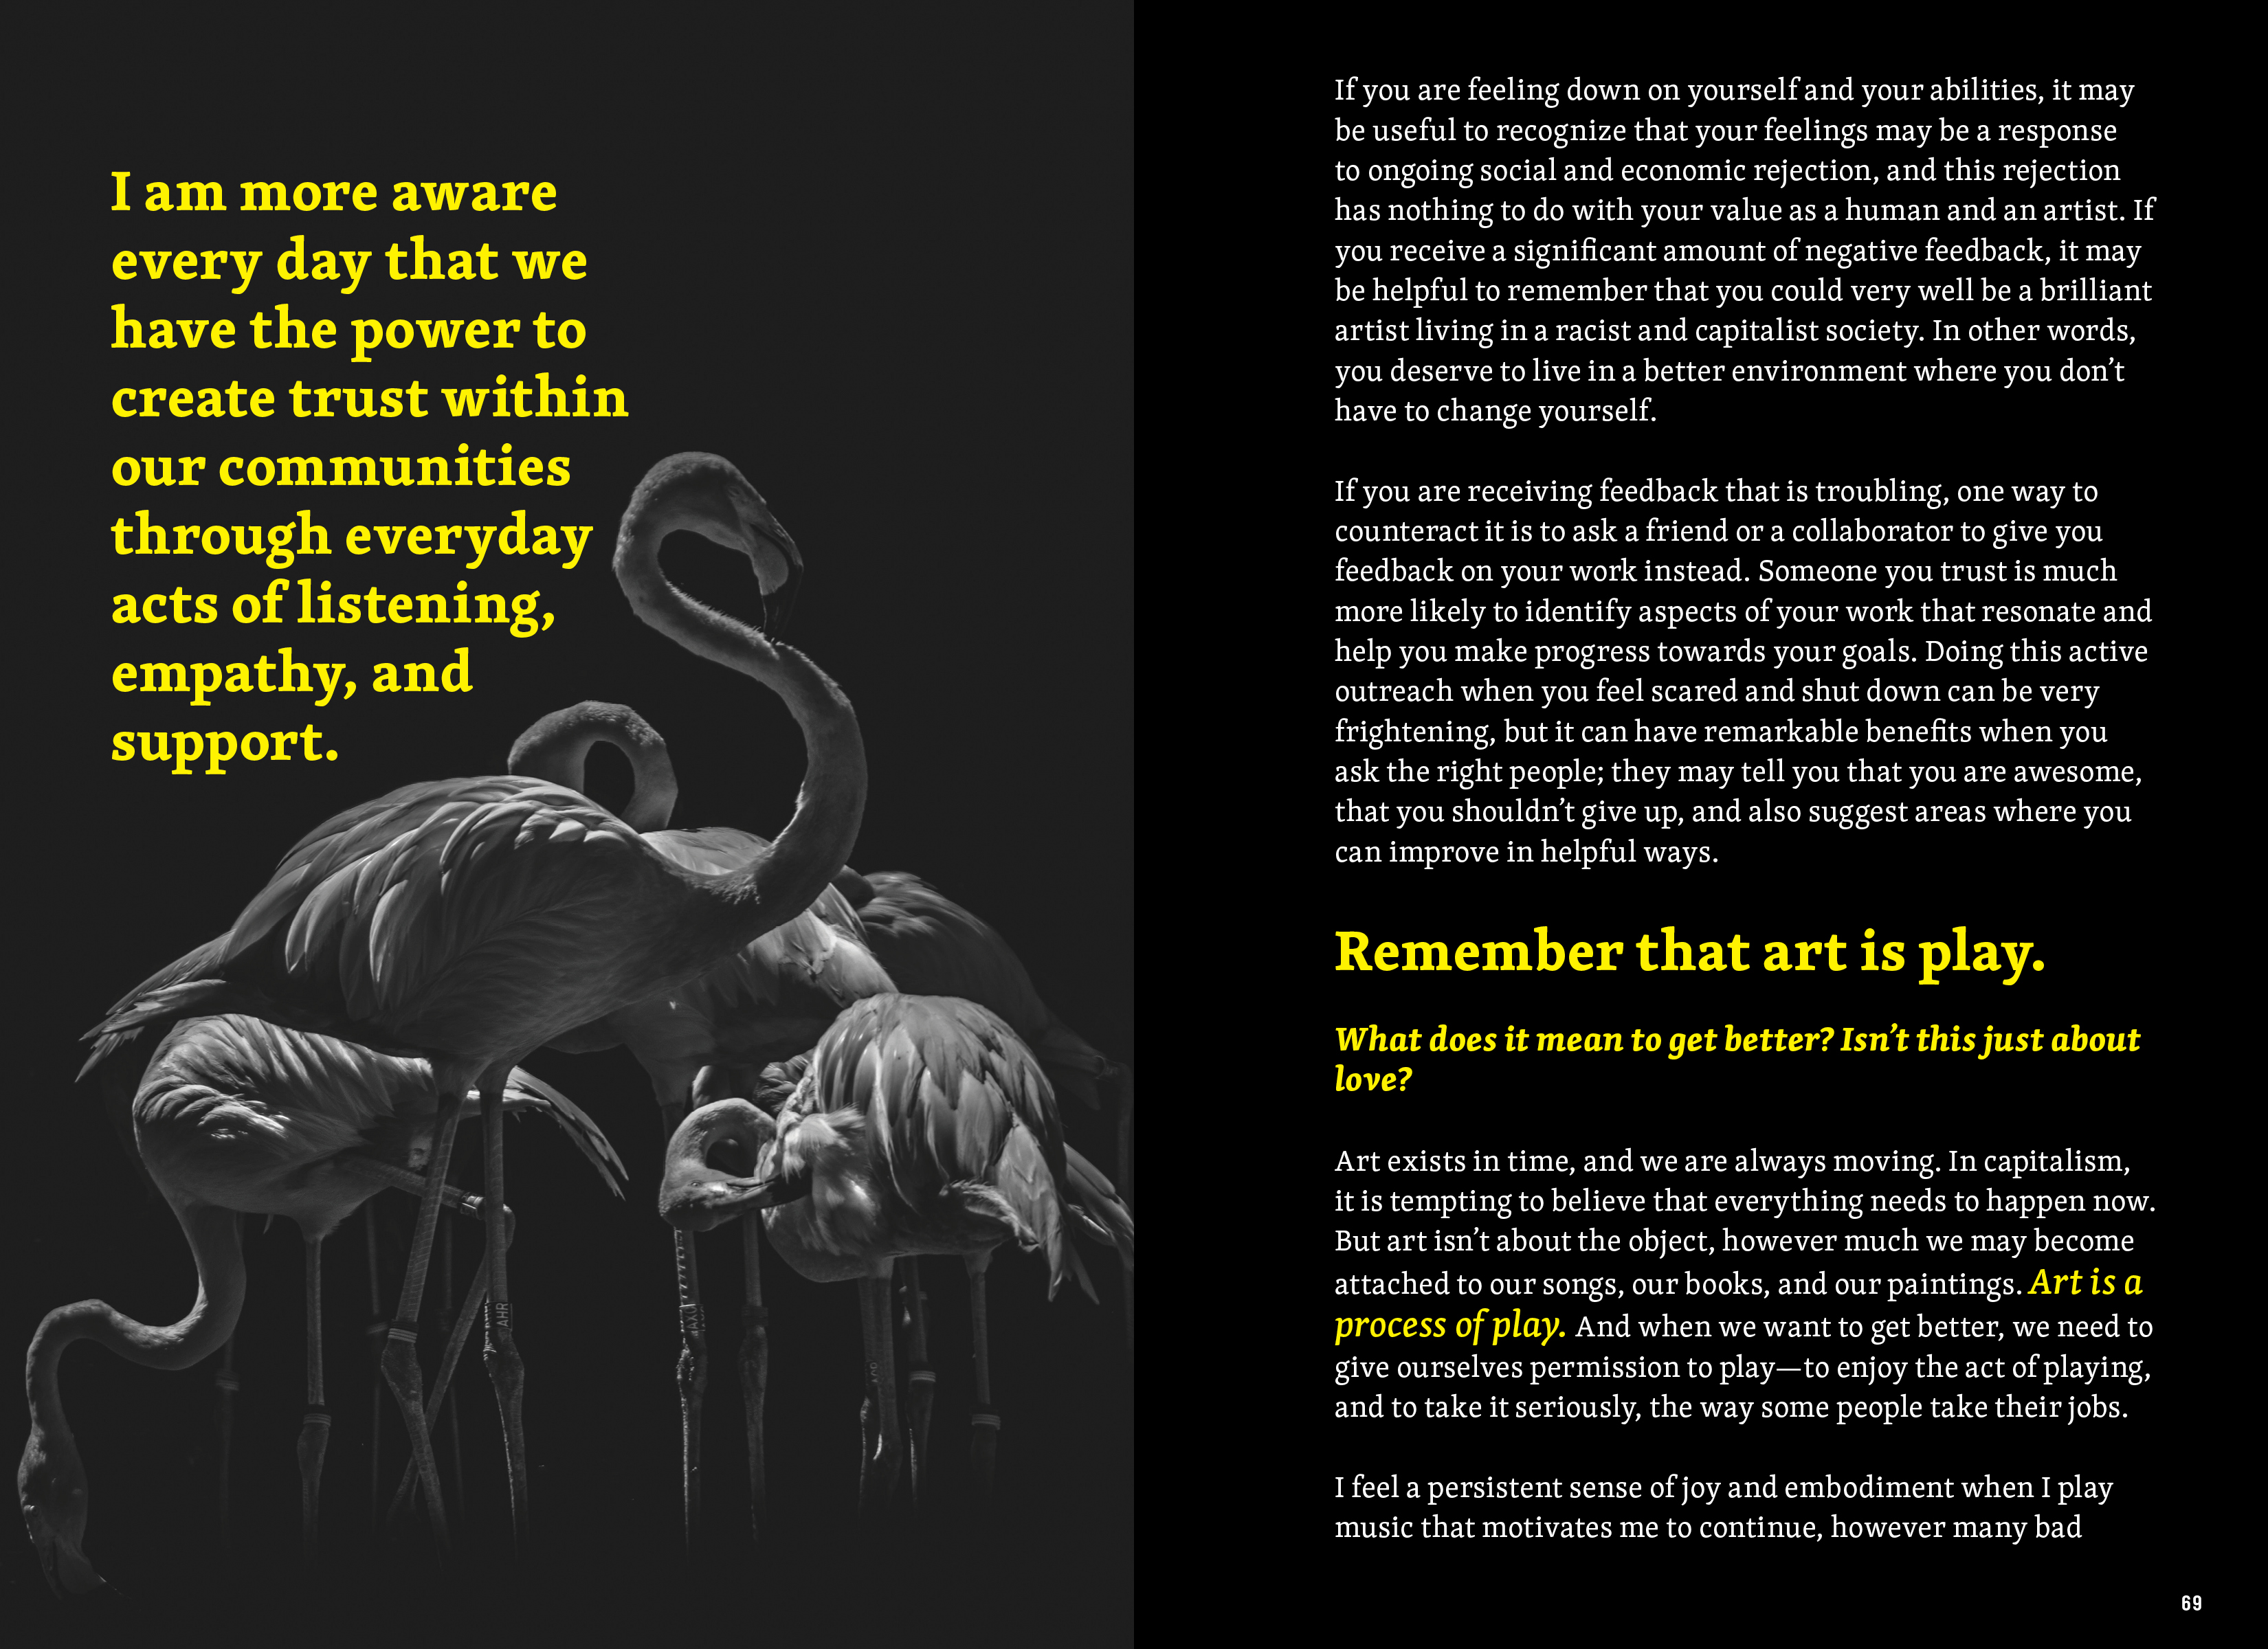 I am more aware
every day that we
have the power to
create trust within
our communities
through everyday
acts of listening,
empathy, and
support.
If you are feeling down on yourself and your abilities, it may
be useful to recognize that your feelings may be a response
to ongoing social and economic rejection, and this rejection
has nothing to do with your value as a human and an artist. If
you receive a significant amount of negative feedback, it may
be helpful to remember that you could very well be a brilliant
artist living in a racist and capitalist society. In other words,
you deserve to live in a better environment where you don’t
have to change yourself.
If you are receiving feedback that is troubling, one way to
counteract it is to ask a friend or a collaborator to give you
feedback on your work instead. Someone you trust is much
more likely to identify aspects of your work that resonate and
help you make progress towards your goals. Doing this active
outreach when you feel scared and shut down can be very
frightening, but it can have remarkable benefits when you
ask the right people; they may tell you that you are awesome,
that you shouldn’t give up, and also suggest areas where you
can improve in helpful ways.
Remember that art is play.
What does it mean to get better? Isn’t this just about
love?
Art exists in time, and we are always moving. In capitalism,
it is tempting to believe that everything needs to happen now.
But art isn’t about the object, however much we may become
attached to our songs, our books, and our paintings. Art is a
process of play. And when we want to get better, we need to
give ourselves permission to play—to enjoy the act of playing,
and to take it seriously, the way some people take their jobs.
I feel a persistent sense of joy and embodiment when I play
music that motivates me to continue, however many bad
69
AHR